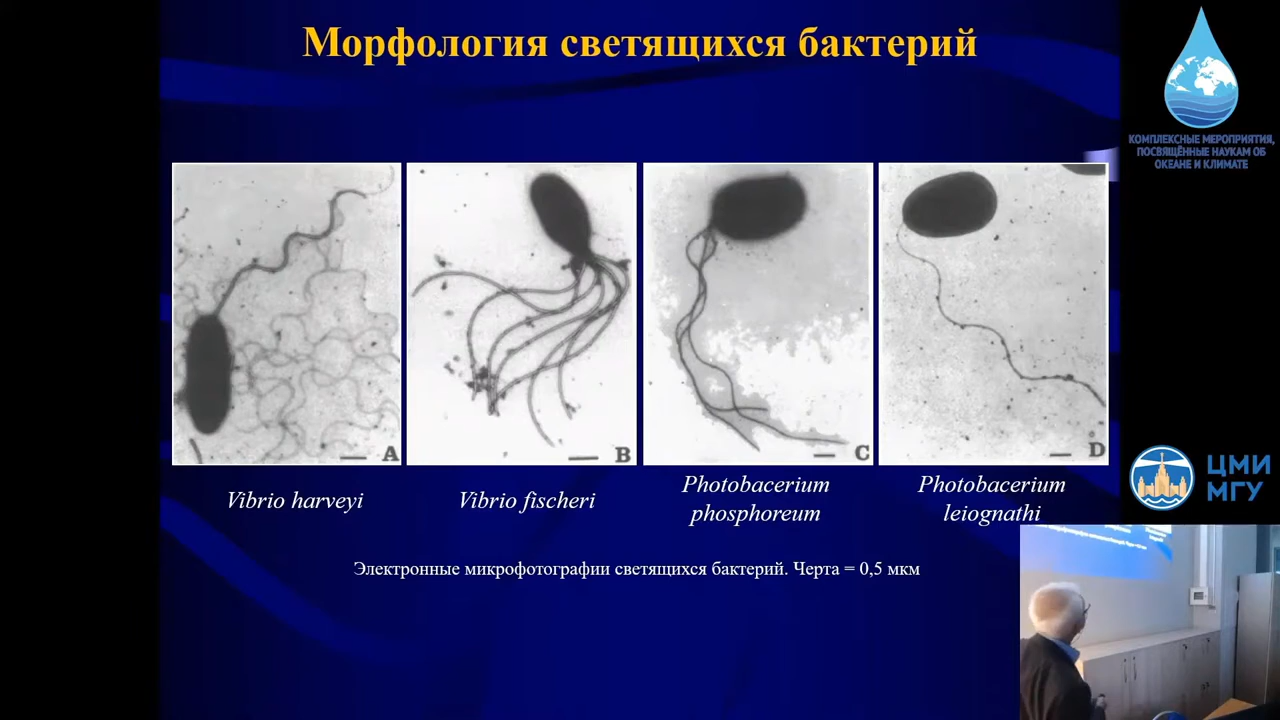 Морфология светящихся бактерий
КОМПЛЕКСНЫЕ МЕРОПРИЯТИЯ,
ПОСВЯЩЁННЫЕ НАУКАМ ОБ
ОКЕАНЕ И КЛИМАТЕ
A
B
C
D
Vibrio harveyi
Vibrio fischeri
Photobacerium
phosphoreum
Photobacerium
leiognathi
ЦМИ
МГУ
Электронные микрофотографии светящихся бактерий. Черта = 0,5 мкм